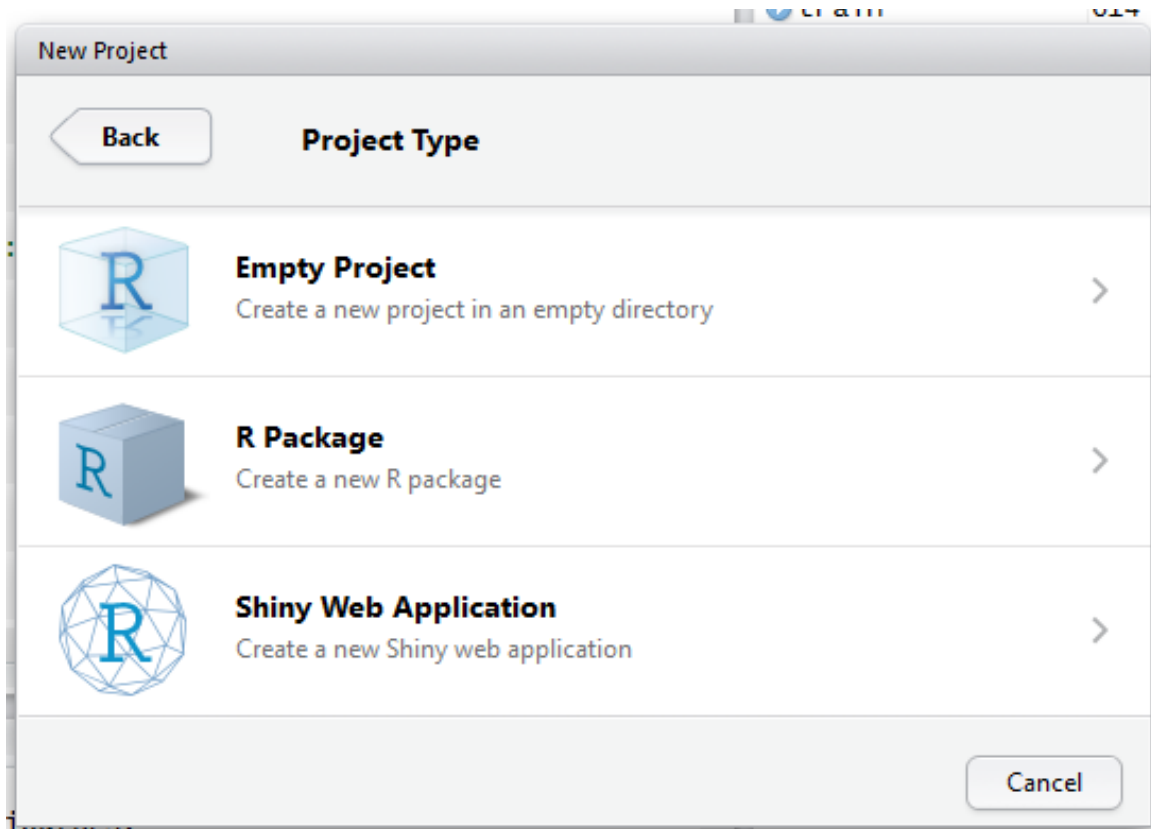 New Project
Back
Project Type
R
Empty Project
Create a new project in an empty directory
R
R Package
Create a new R package
R
Shiny Web Application
Create a new Shiny web application
Cancel